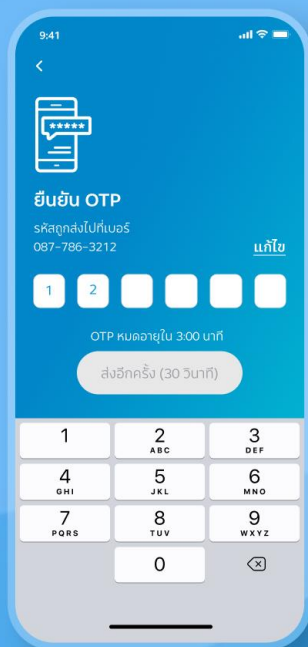 9:41
*****
ยืนยัน OTP
รหัสถูกส่งไปที่เบอร์
087-786-3212
แก้ไข
1 2
OTP หมดอายุใน 3:00 นาที
ส่งอีกครั้ง (30 วินาที)
1 2 3
ABC DEF
4 5 6
GHI JKL MNO
7 8 9
PQRS TUV WXYZ
0